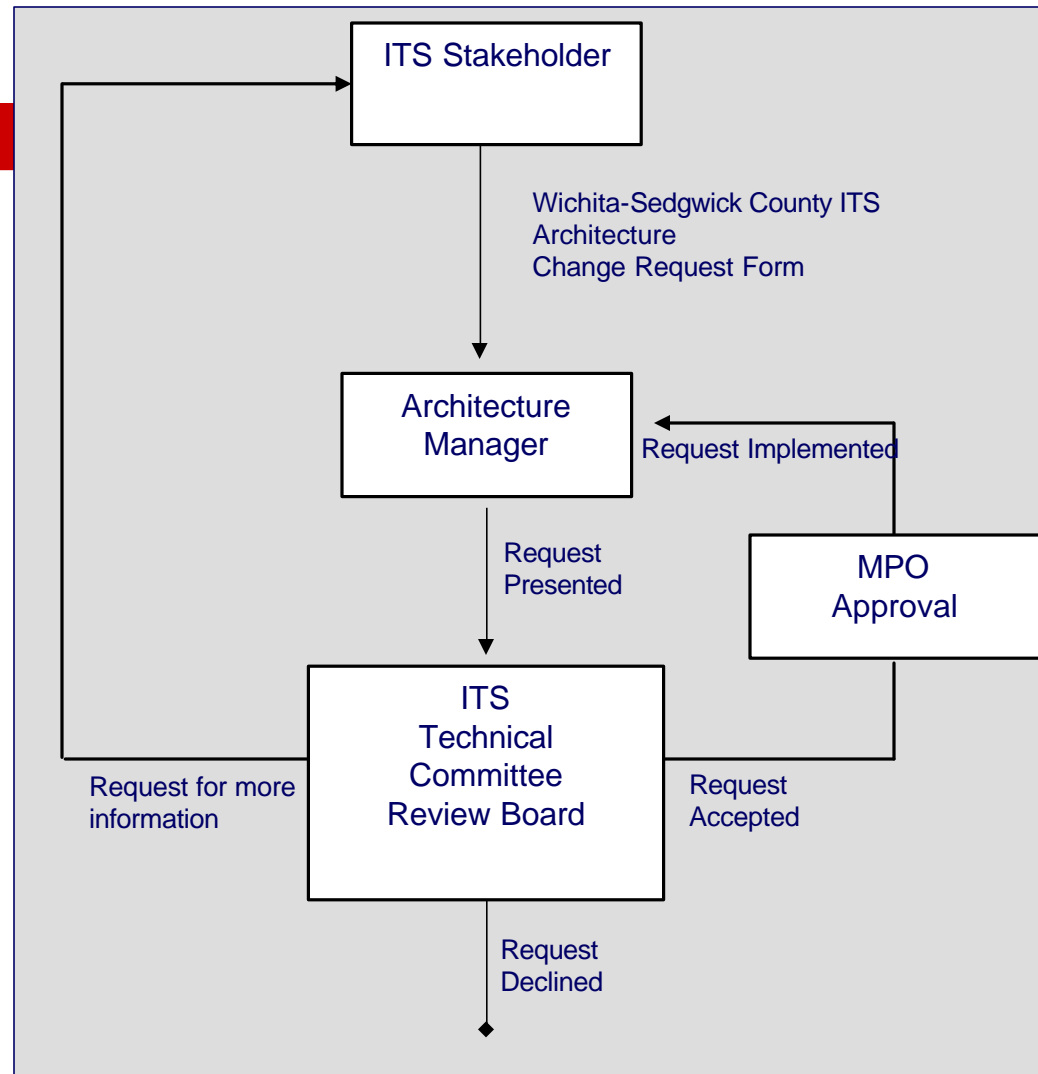 ITS Stakeholder
Wichita-Sedgwick County ITS
Architecture
Change Request Form
Architecture
Manager
Request Implemented
Request
Presented
MPO
Approval
ITS
Technical
Committee
Review Board
Request for more
information
Request
Accepted
Request
Declined